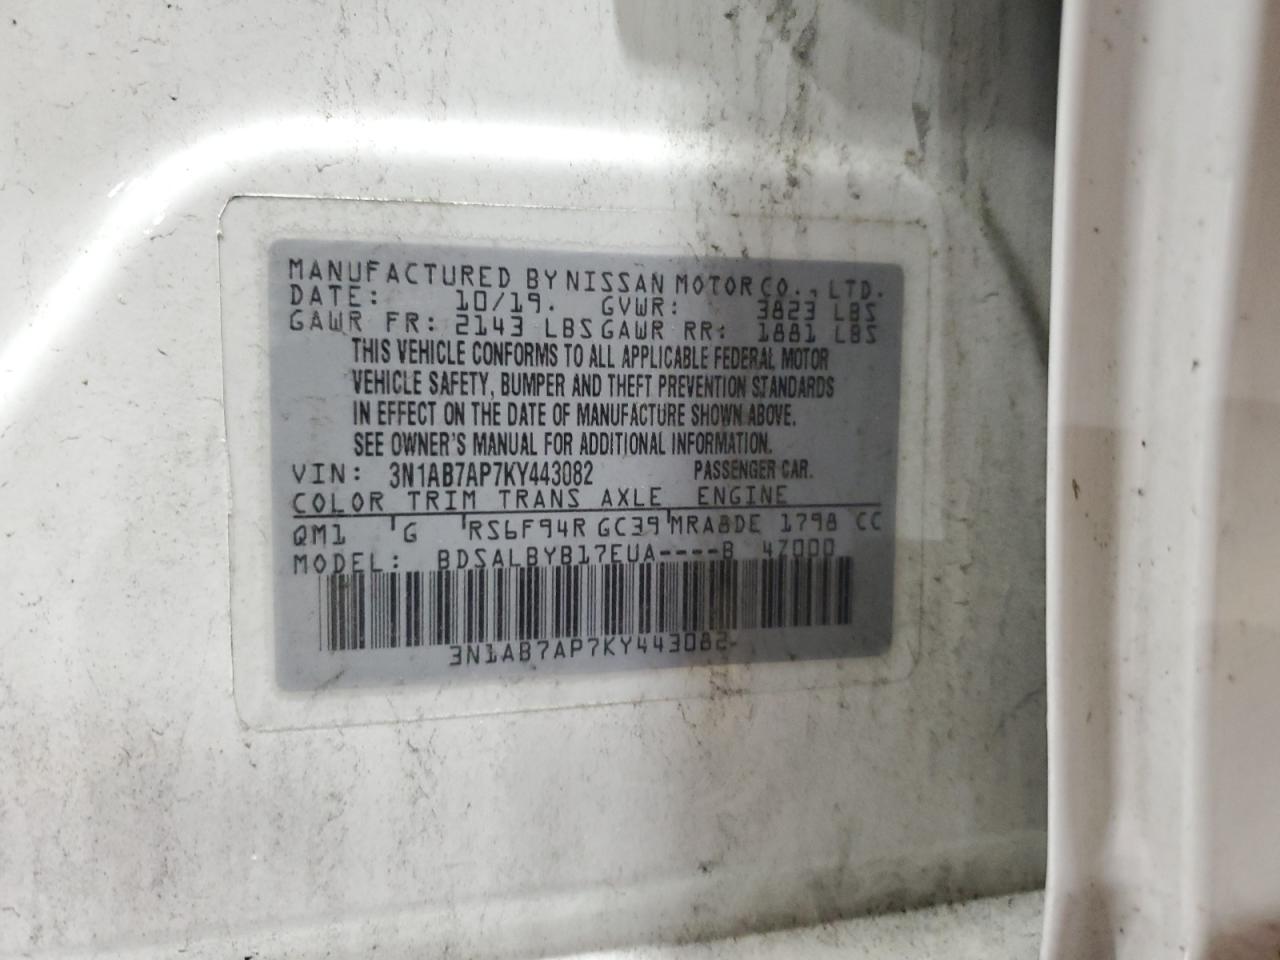 MANUFACTURED BY NISSAN MOTOR CO., LTD.
DATE: 10/19. GVWR: 3823 LBS
GAWR FR: 2143 LBS GAWR RR: 1881 LBS
THIS VEHICLE CONFORMS TO ALL APPLICABLE FEDERAL MOTOR
VEHICLE SAFETY, BUMPER AND THEFT PREVENTION STANDARDS
IN EFFECT ON THE DATE OF MANUFACTURE SHOWN ABOVE.
SEE OWNER'S MANUAL FOR ADDITIONAL INFORMATION.
VIN: 3N1AB7AP7KY443082 PASSENGER CAR.
COLOR TRIM TRANS AXLE ENGINE
QM1 'G 'RS6F94R GC39'MRA8DE 1798 CC
MODEL: BDSALBYB17EUA----B 47000
3N1AB7AP7KY443082-